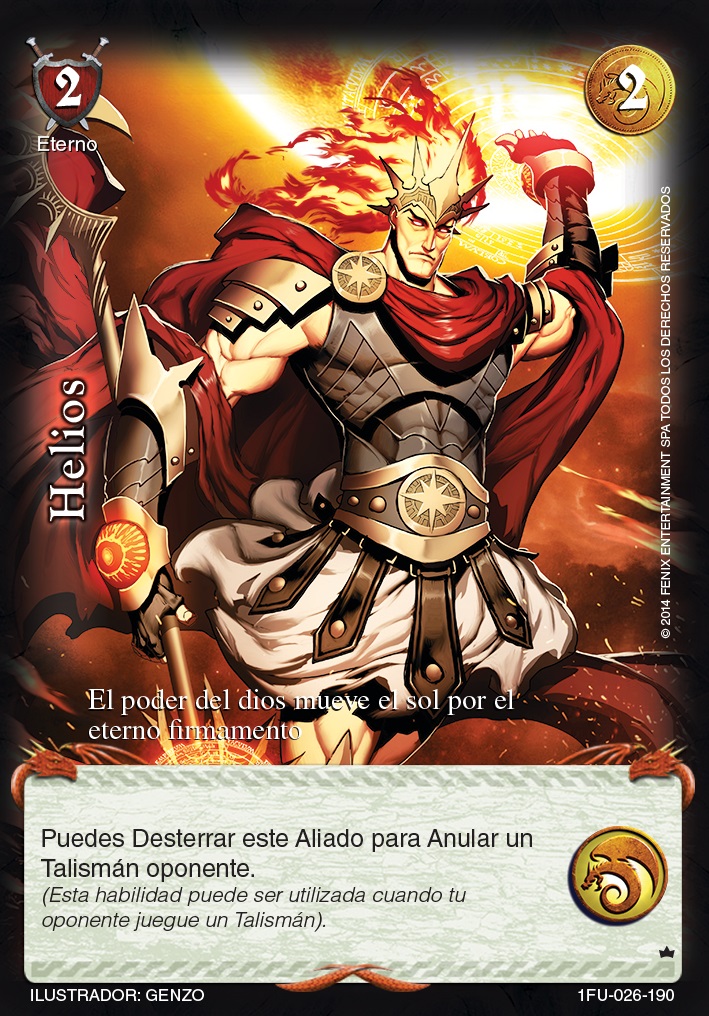 2
2
Eterno
Helios
© 2014 FENIX ENTERTAINMENT SPA TODOS LOS DERECHOS RESERVADOS
El poder del dios mueve el sol por el
eterno firmamento
Puedes Desterrar este Aliado para Anular un
Talismán oponente.
(Esta habilidad puede ser utilizada cuando tu
oponente juegue un Talismán).
ILUSTRADOR: GENZO
1FU-026-190